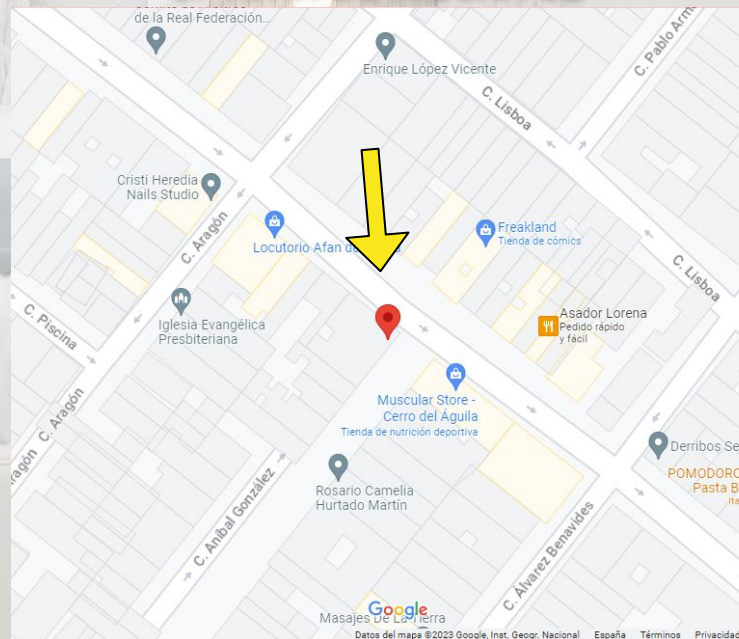 de la Real Federación...
Enrique López Vicente
C. Pablo Arm
C. Lisboa
Cristi Heredia
Nails Studio
C. Aragón
Locutorio Afan d
Freakland
Tienda de cómics
C. Lisboa
C. Piscina
Iglesia Evangélica
Presbiteriana
Asador Lorena
Pedido rápido
y fácil
Muscular Store -
Cerro del Águila
Tienda de nutrición deportiva
C. Aragón
agón
Derribos Se
POMODORO
Pasta B
Ita
Rosario Camelia
Hurtado Martín
C. Aníbal González
C. Álvarez Benavides
Google
Masajes De La Tierra
Datos del mapa ©2023 Google, Inst. Geogr. Nacional España Términos Privacidad